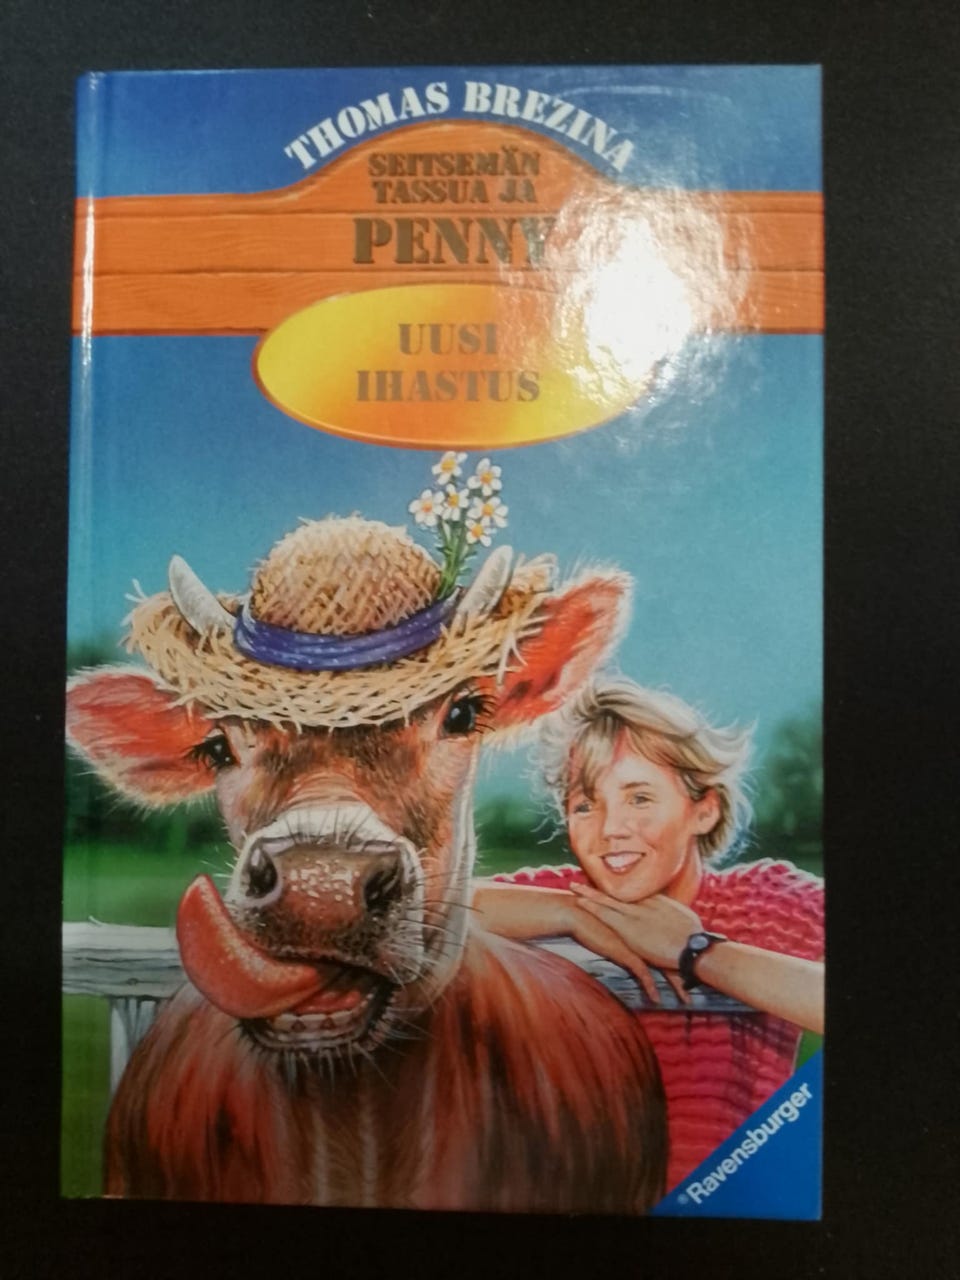 THOMAS BREZINA
SEITSEMÄN
TASSUA JA
PENNY
UUSI
IHASTUS
®Ravensburger